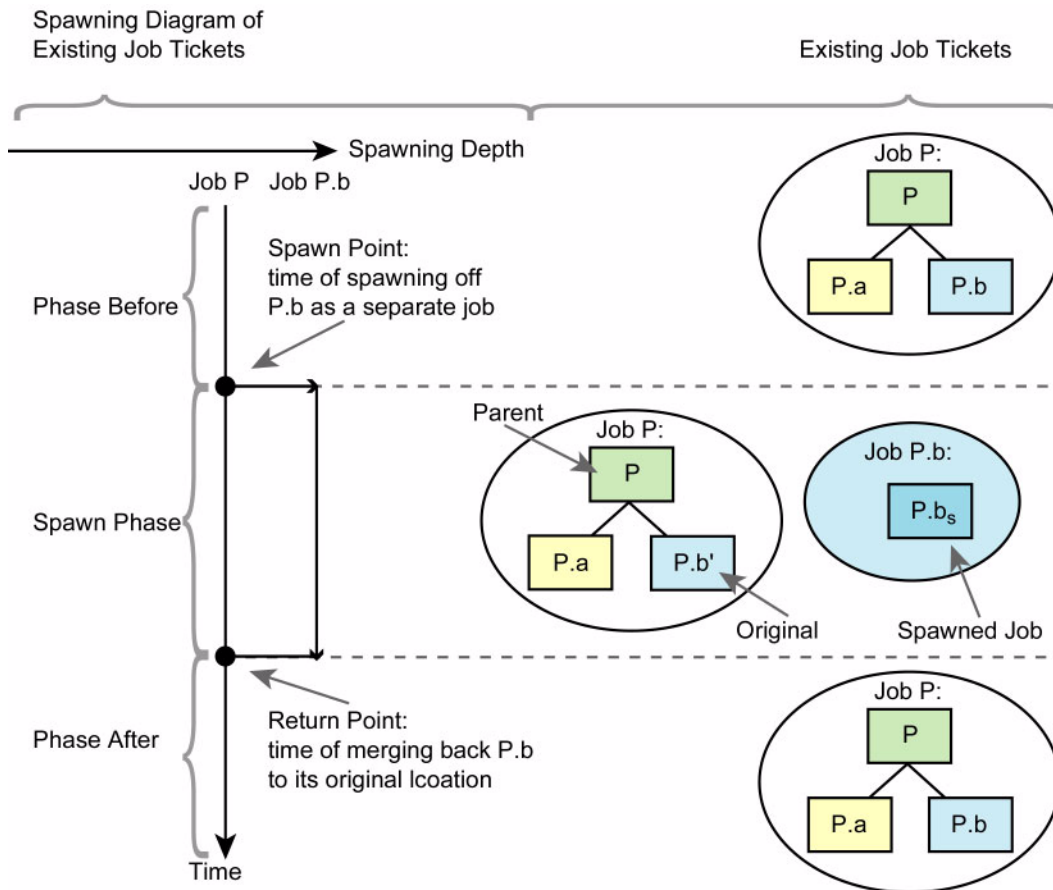 Spawning Diagram of
Existing Job Tickets
Existing Job Tickets
Spawning Depth
Job P
Job P.b
Job P:
P
P.a
P.b
Phase Before
Spawn Point:
time of spawning off
P.b as a separate job
Parent
Job P:
P
P.a
P.b'
Original
Job P.b:
P.bs
Spawned Job
Spawn Phase
Phase After
Return Point:
time of merging back P.b
to its original lcoation
Job P:
P
P.a
P.b
Time